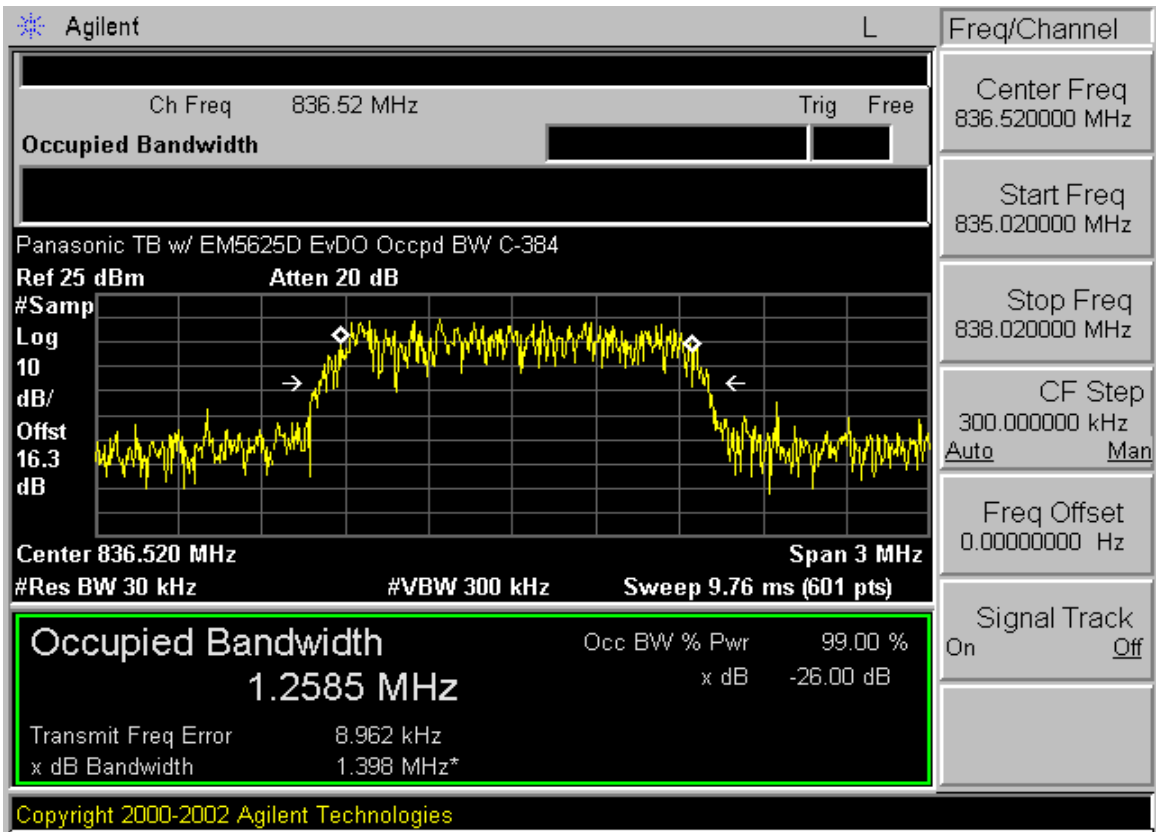 Agilent L
Freq/Channel
Ch Freq 836.52 MHz Trig Free
Occupied Bandwidth
Center Freq
836.520000 MHz
Start Freq
835.020000 MHz
Stop Freq
838.020000 MHz
CF Step
300.000000 kHz
Auto Man
Freq Offset
0.00000000 Hz
Signal Track
On Off
Panasonic TB w/ EM5625D EvDO Occpd BW C-384
Ref 25 dBm Atten 20 dB
#Samp
Log
10
dB/
Offst
16.3
dB
Center 836.520 MHz Span 3 MHz
#Res BW 30 kHz #VBW 300 kHz Sweep 9.76 ms (601 pts)
Occupied Bandwidth Occ BW % Pwr 99.00 %
1.2585 MHz x dB -26.00 dB
Transmit Freq Error 8.962 kHz
x dB Bandwidth 1.398 MHz*
Copyright 2000-2002 Agilent Technologies